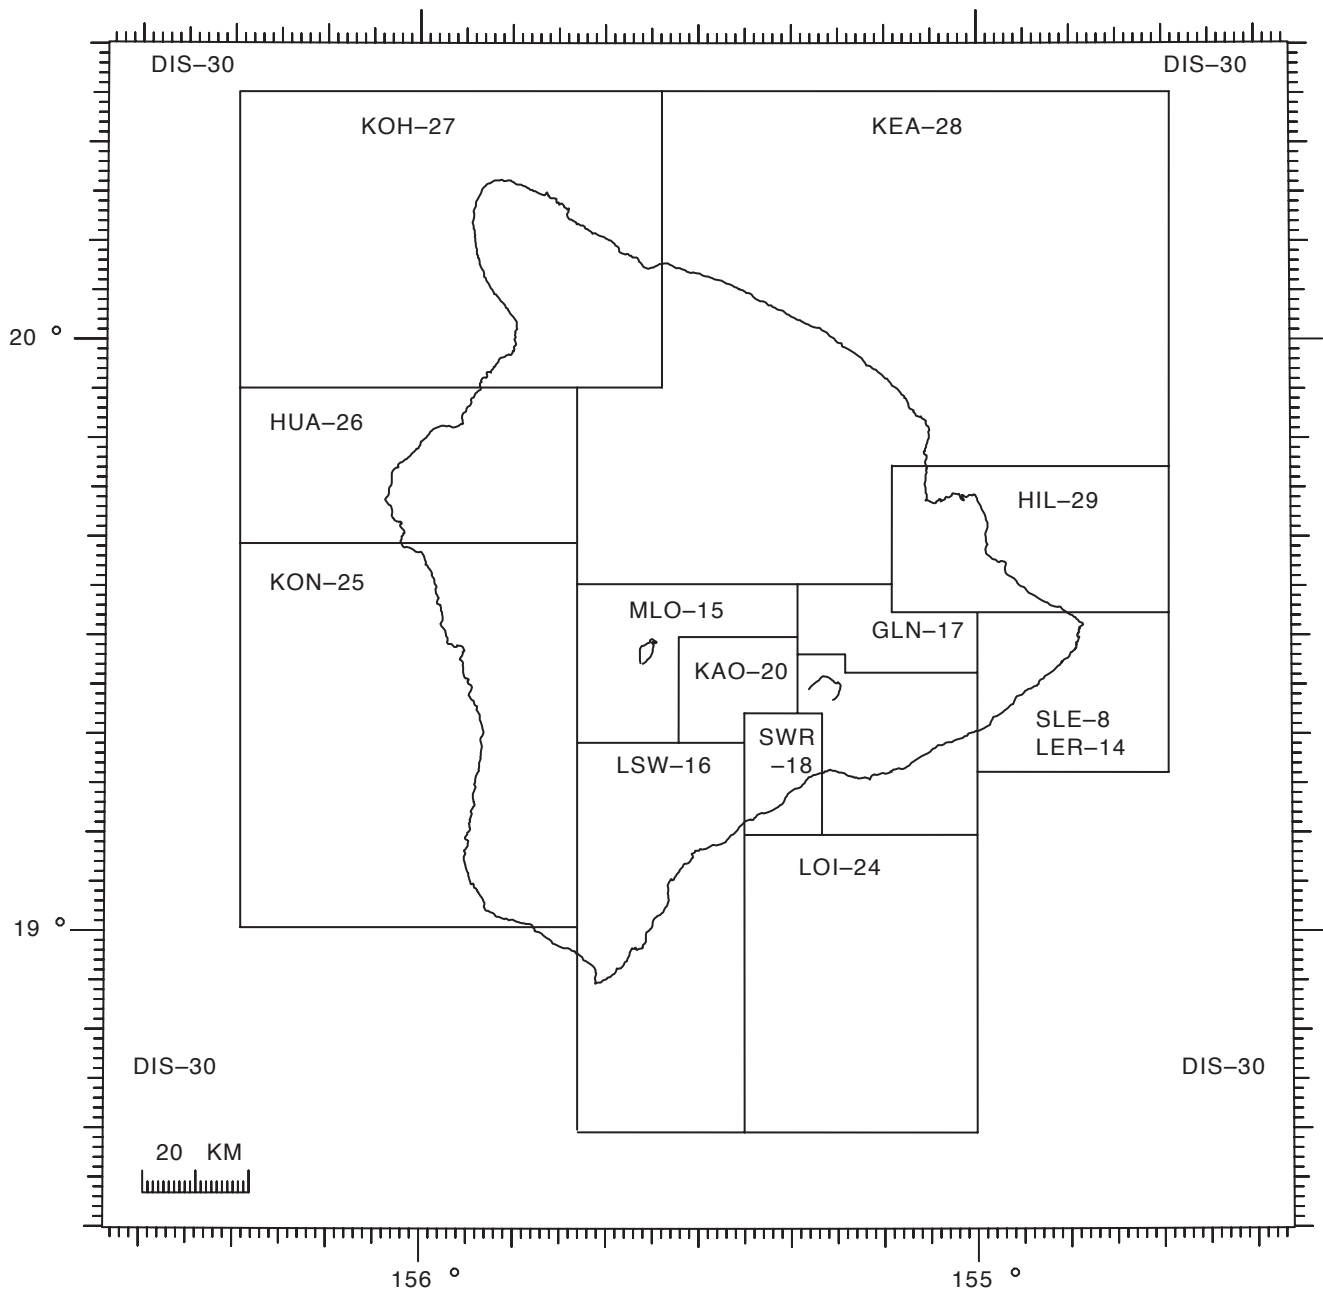 DIS–30
DIS–30
KOH–27
KEA–28
20 °
HUA–26
HIL–29
KON–25
MLO–15
GLN–17
KAO–20
SLE–8
LER–14
SWR
–18
LSW–16
LOI–24
19 °
DIS–30
DIS–30
20 KM
156 °
155 °